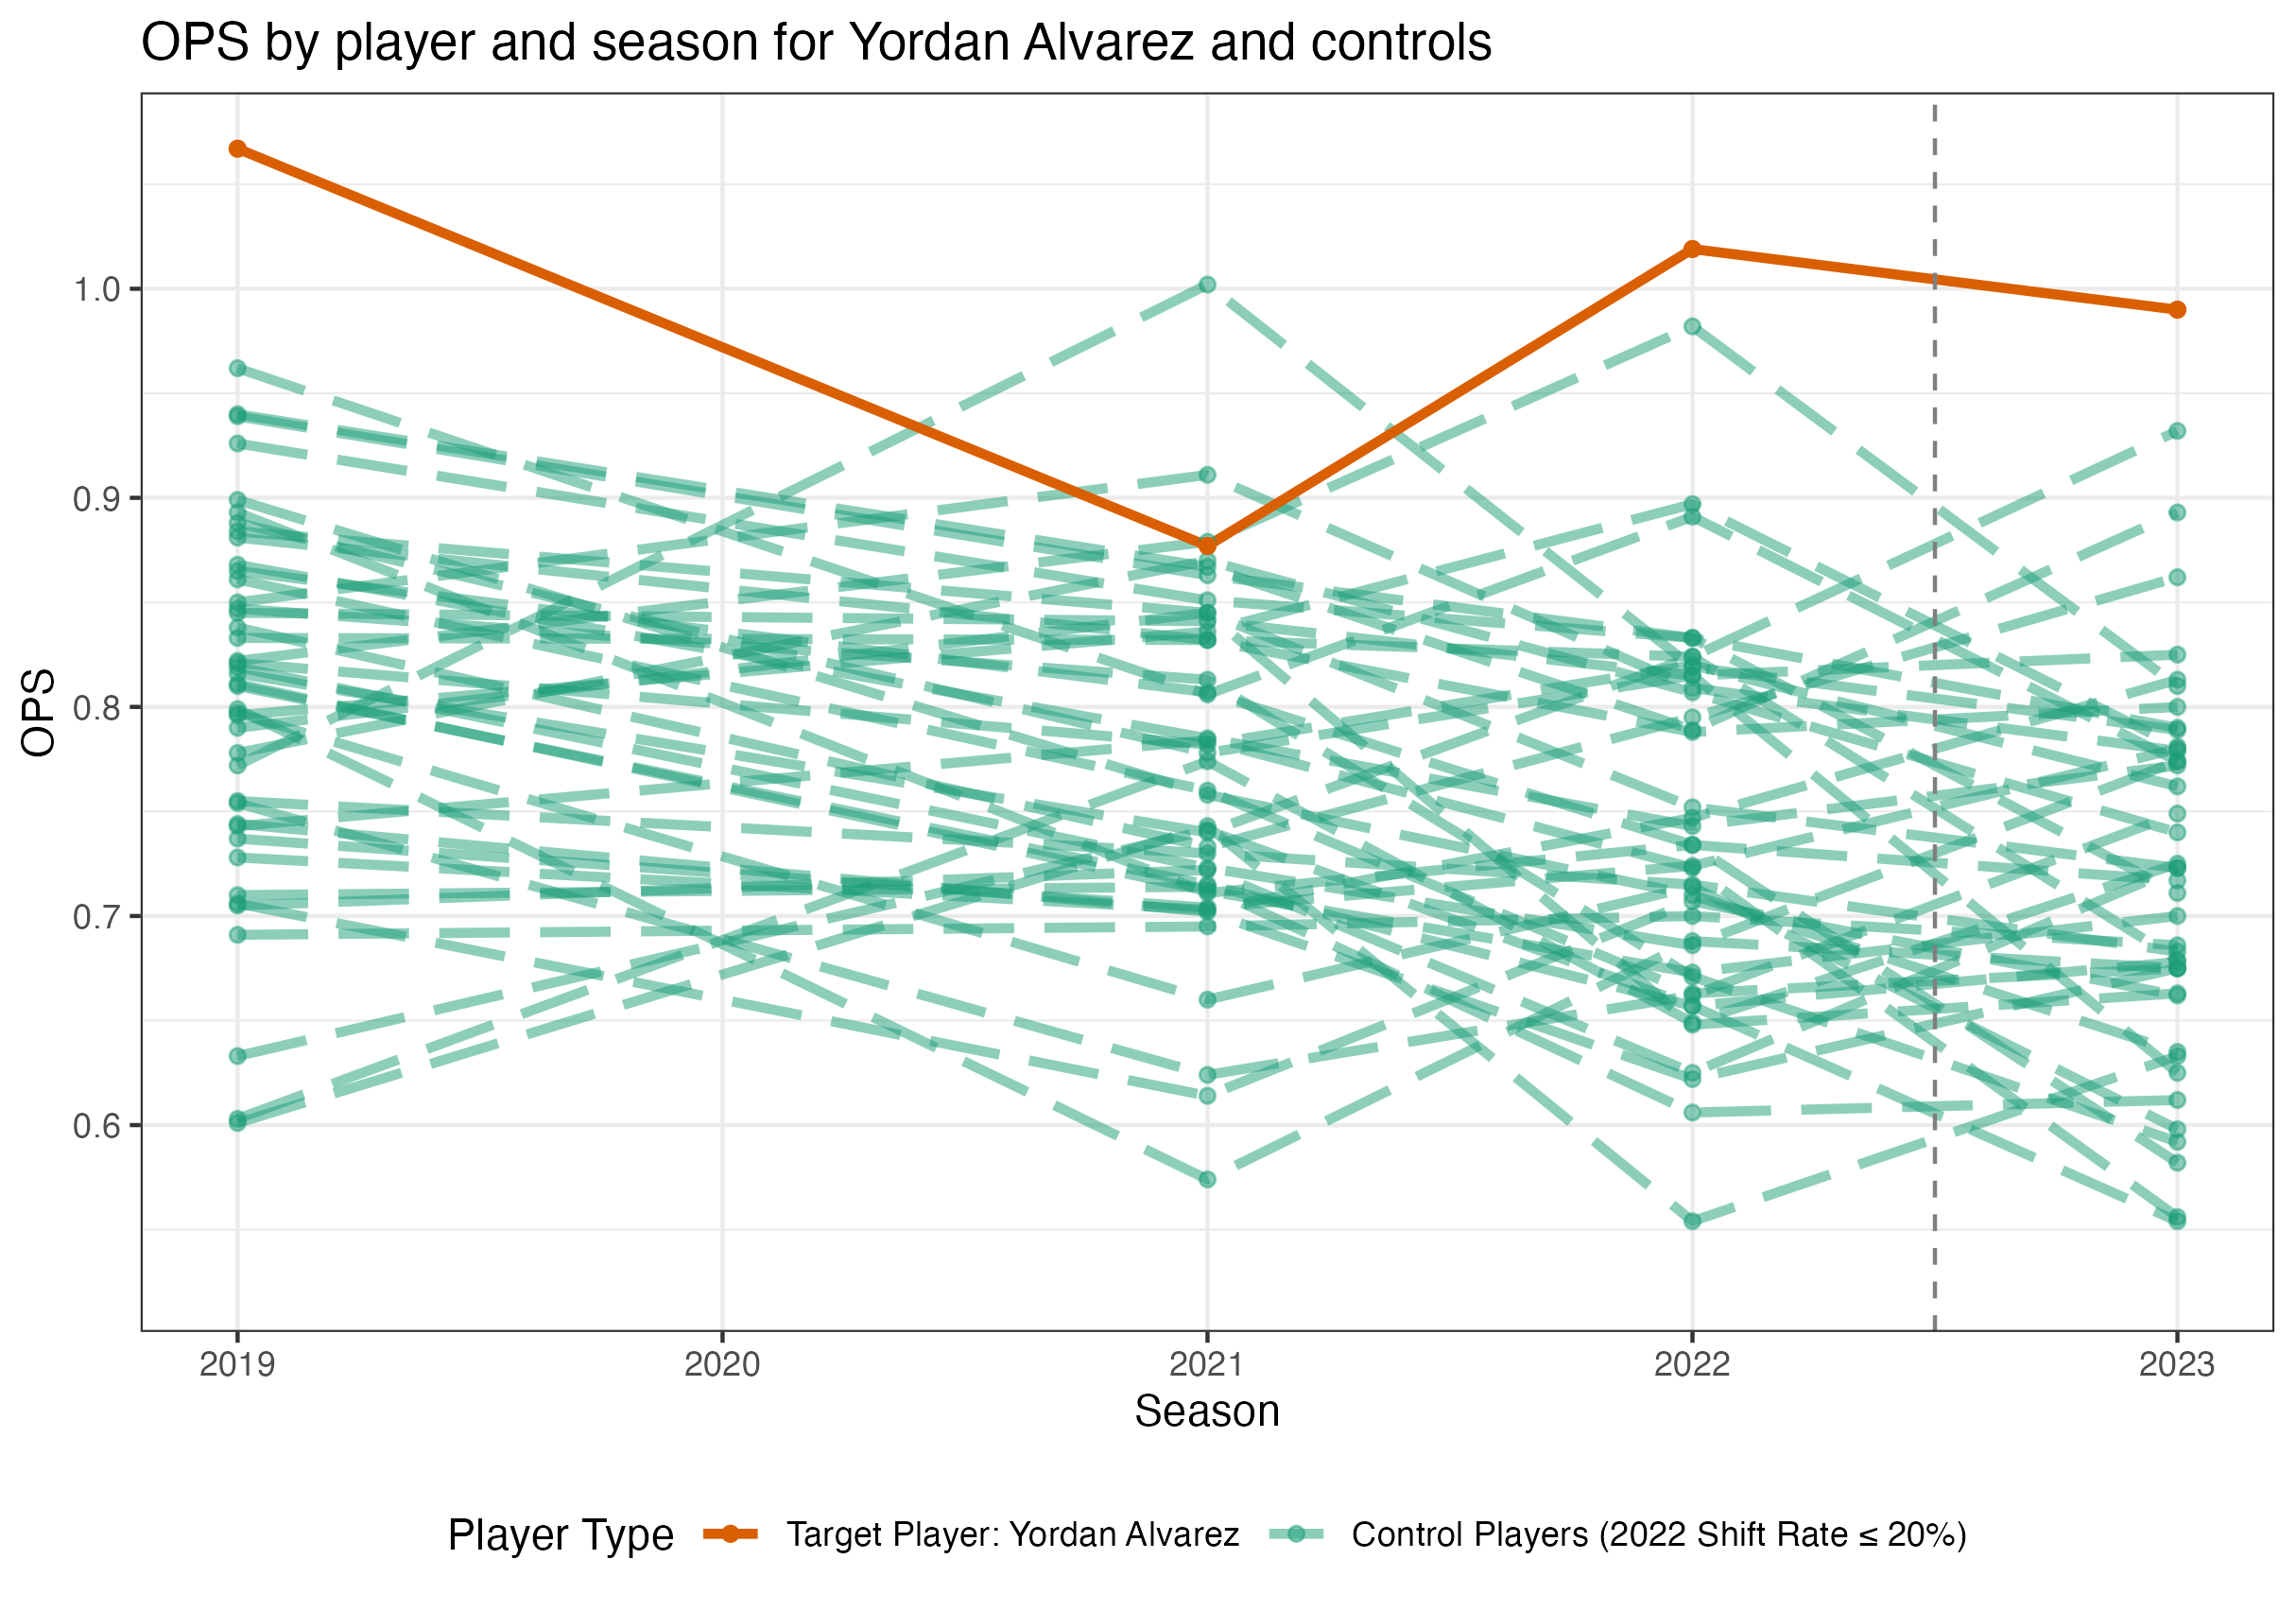 OPS by player and season for Yordan Alvarez and controls
1.0
0.9
0.8
0.7
0.6
OPS
2019 2020 2021 2022 2023
Season
Player Type Target Player: Yordan Alvarez Control Players (2022 Shift Rate ≤ 20%)